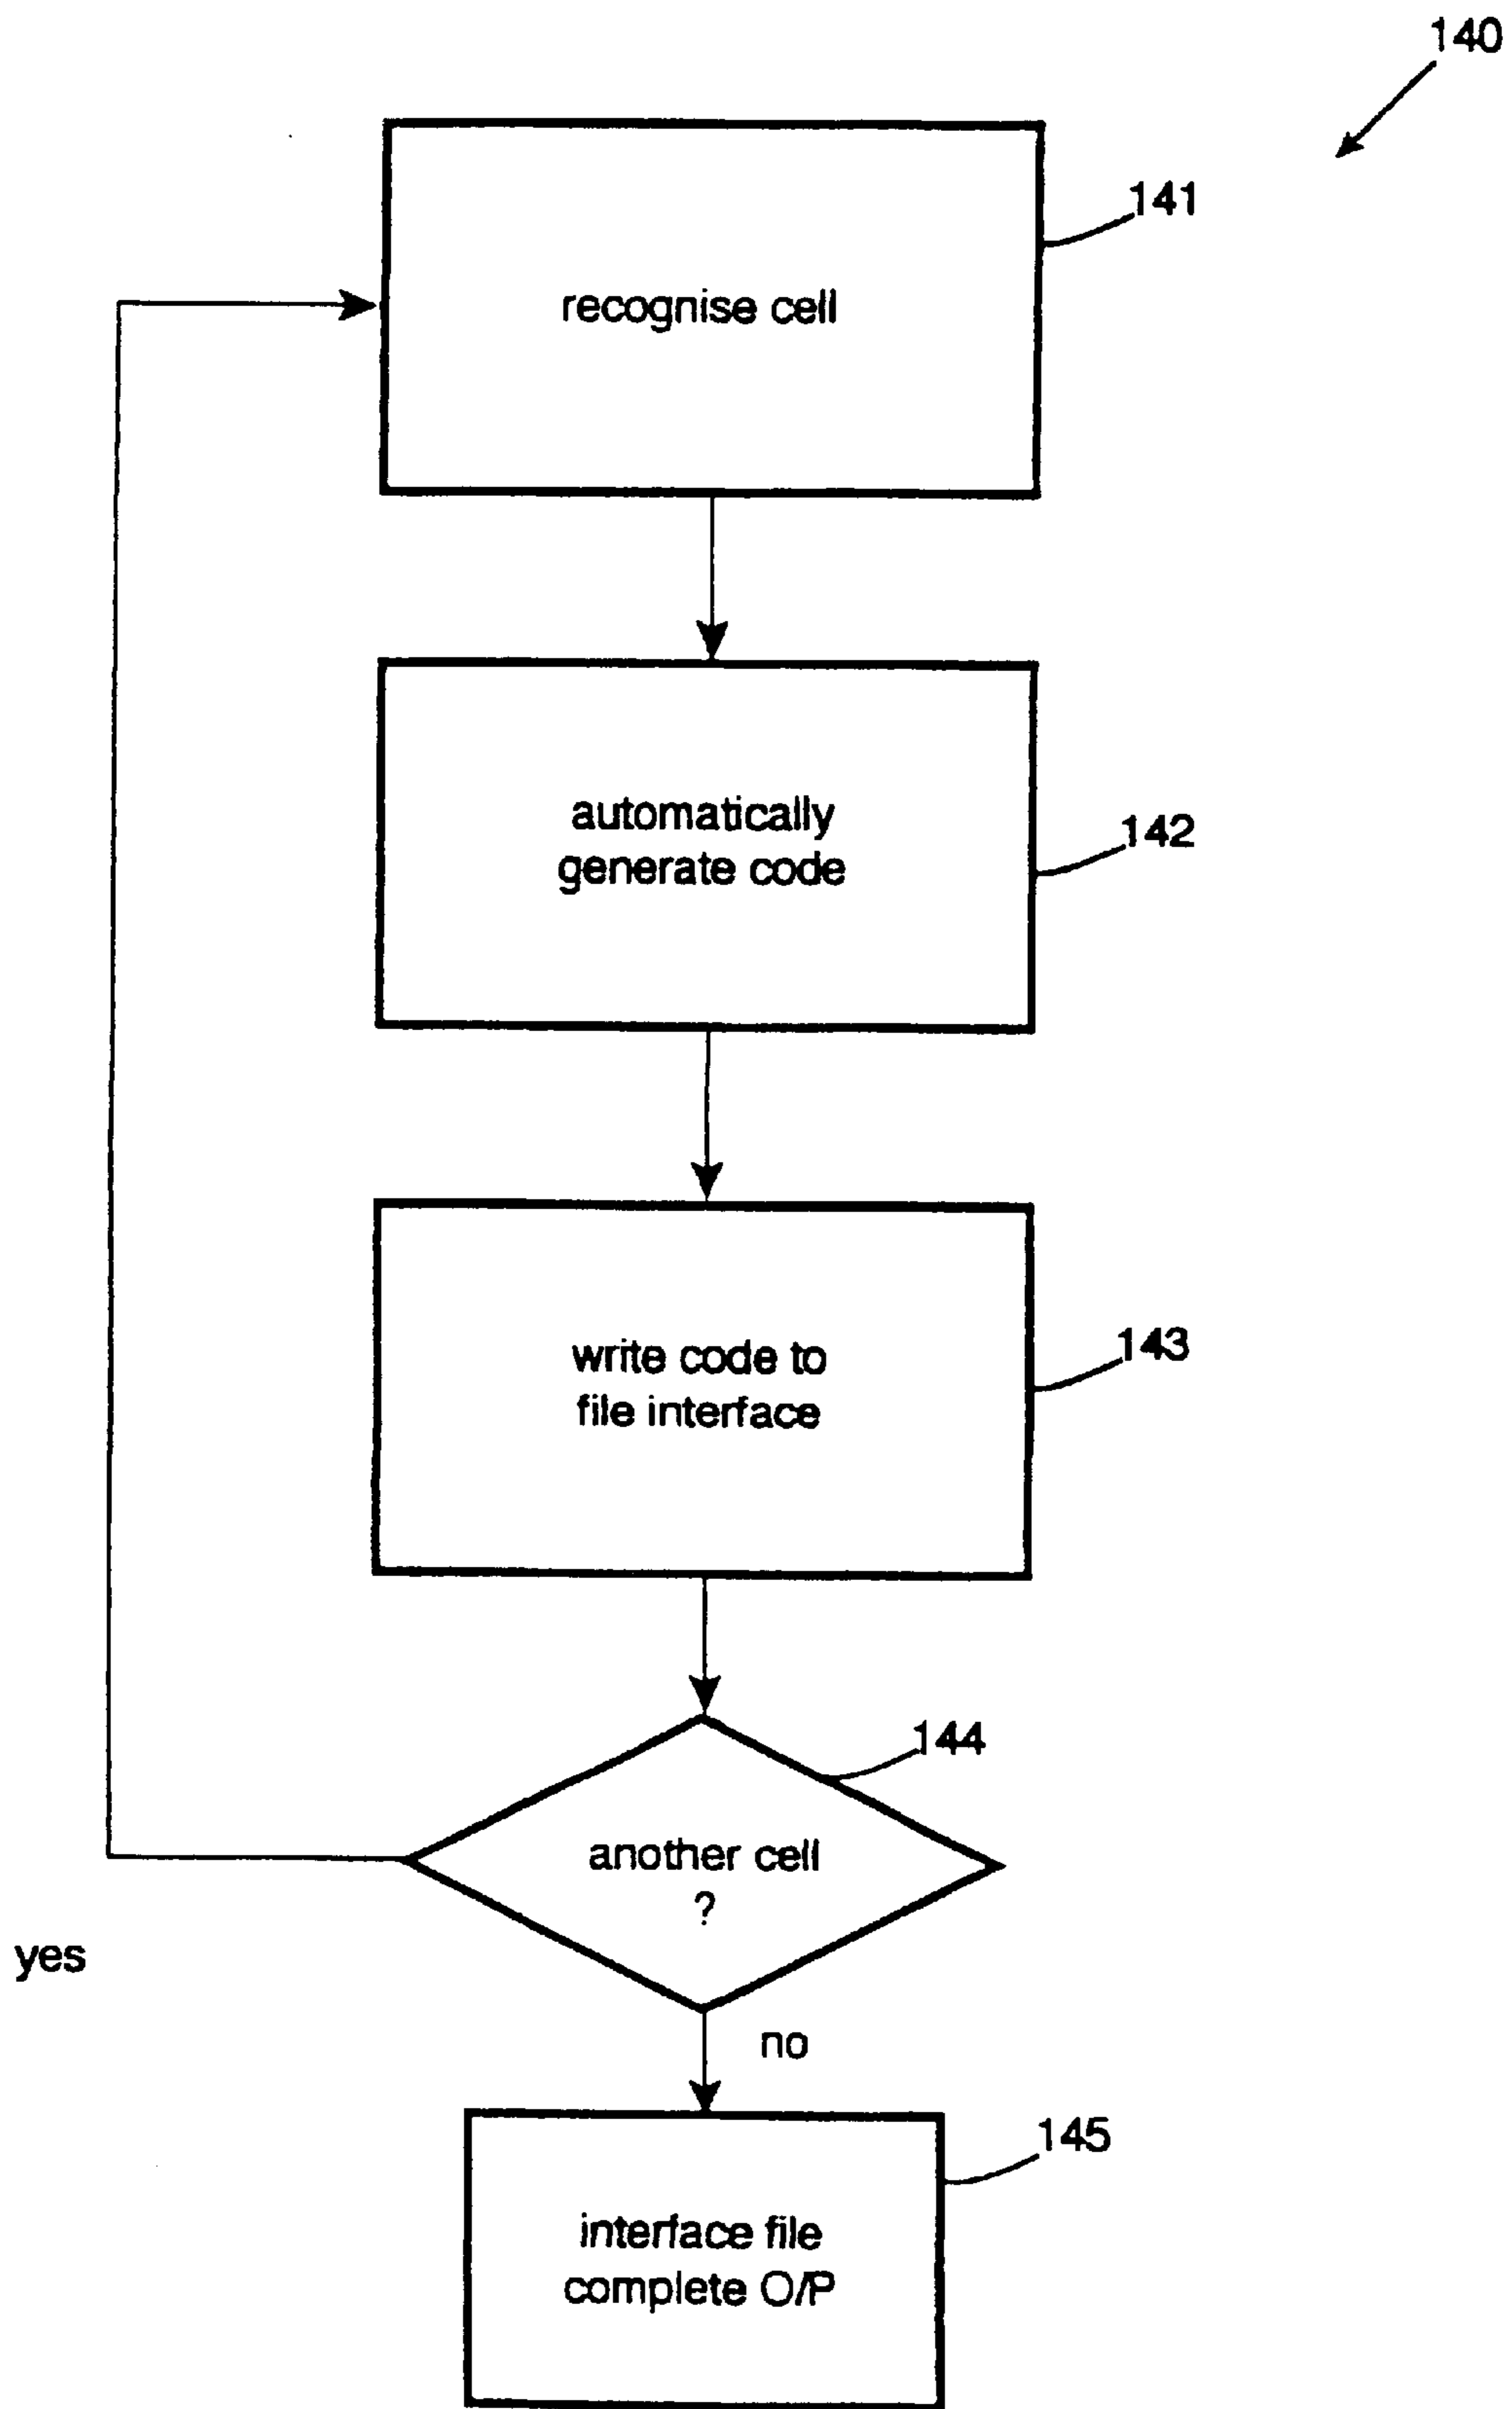 140
141
recognise cell
automatically
generate code
142
write code to
file interface
143
144
another cell
?
yes
no
145
interface file
complete O/P